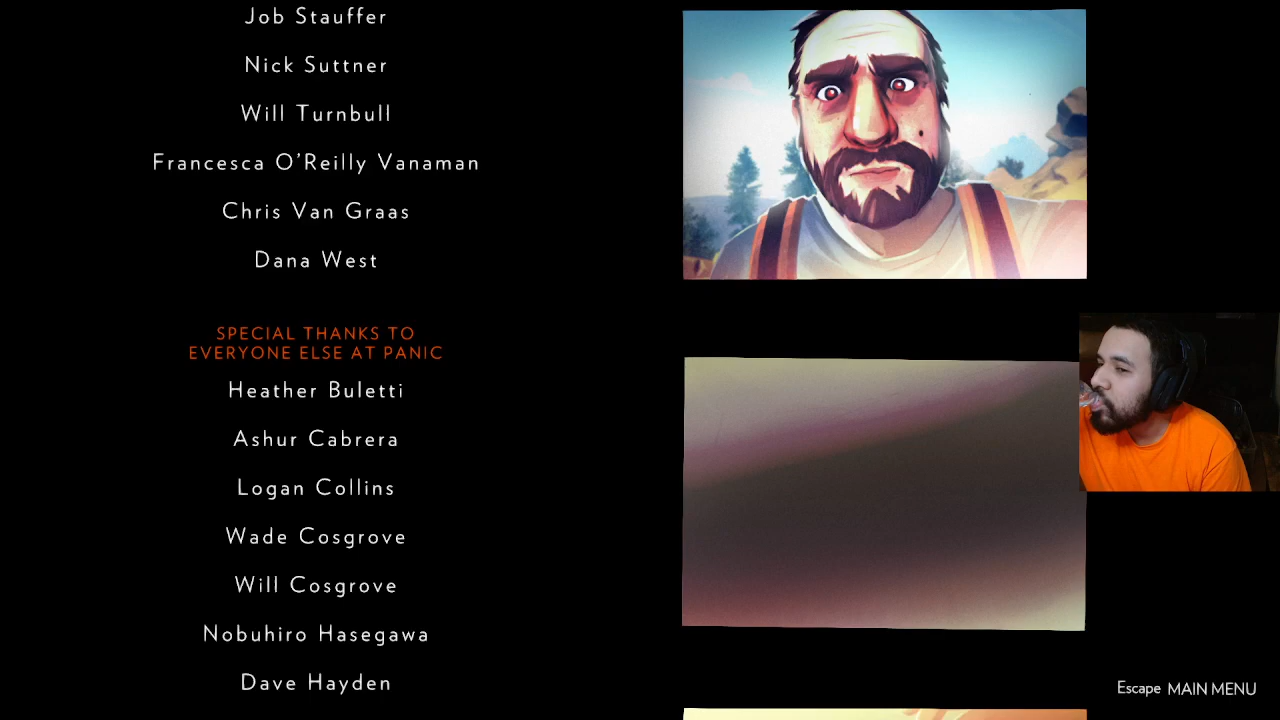 Job Stauffer
Nick Suttner
Will Turnbull
Francesca O'Reilly Vanaman
Chris Van Graas
Dana West
SPECIAL THANKS TO
EVERYONE ELSE AT PANIC
Heather Buletti
Ashur Cabrera
Logan Collins
Wade Cosgrove
Will Cosgrove
Nobuhiro Hasegawa
Dave Hayden
Escape MAIN MENU